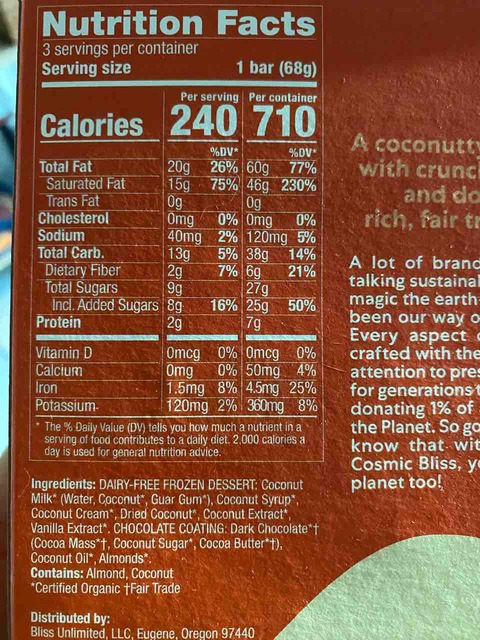 Nutrition Facts
3 servings per container
Serving size 1 bar (68g)
Per serving Per container
Calories 240 710
%DV* %DV*
Total Fat 20g 26% 60g 77%
Saturated Fat 15g 75% 46g 230%
Trans Fat 0g 0g
Cholesterol 0mg 0% 0mg 0%
Sodium 40mg 2% 120mg 5%
Total Carb. 13g 5% 38g 14%
Dietary Fiber 2g 7% 6g 21%
Total Sugars 9g 27g
Incl. Added Sugars 8g 16% 25g 50%
Protein 2g 7g
Vitamin D 0mcg 0% 0mcg 0%
Calcium 0mg 0% 50mg 4%
Iron 1.5mg 8% 4.5mg 25%
Potassium 120mg 2% 360mg 8%
* The % Daily Value (DV) tells you how much a nutrient in a
serving of food contributes to a daily diet. 2,000 calories a
day is used for general nutrition advice.
Ingredients: DAIRY-FREE FROZEN DESSERT: Coconut
Milk* (Water, Coconut*, Guar Gum*), Coconut Syrup*,
Coconut Cream*, Dried Coconut*, Coconut Extract*,
Vanilla Extract*. CHOCOLATE COATING: Dark Chocolate*†
(Cocoa Mass*†, Coconut Sugar*, Cocoa Butter*†),
Coconut Oil*, Almonds*.
Contains: Almond, Coconut
*Certified Organic †Fair Trade
Distributed by:
Bliss Unlimited, LLC, Eugene, Oregon 97440
A coconutty
with crunc
and do
rich, fair tr
A lot of brand
talking sustaina
magic the earth-
been our way o
Every aspect
crafted with the
attention to pres
for generations t
donating 1% of
the Planet. So go
know that wit
Cosmic Bliss, y
planet too!